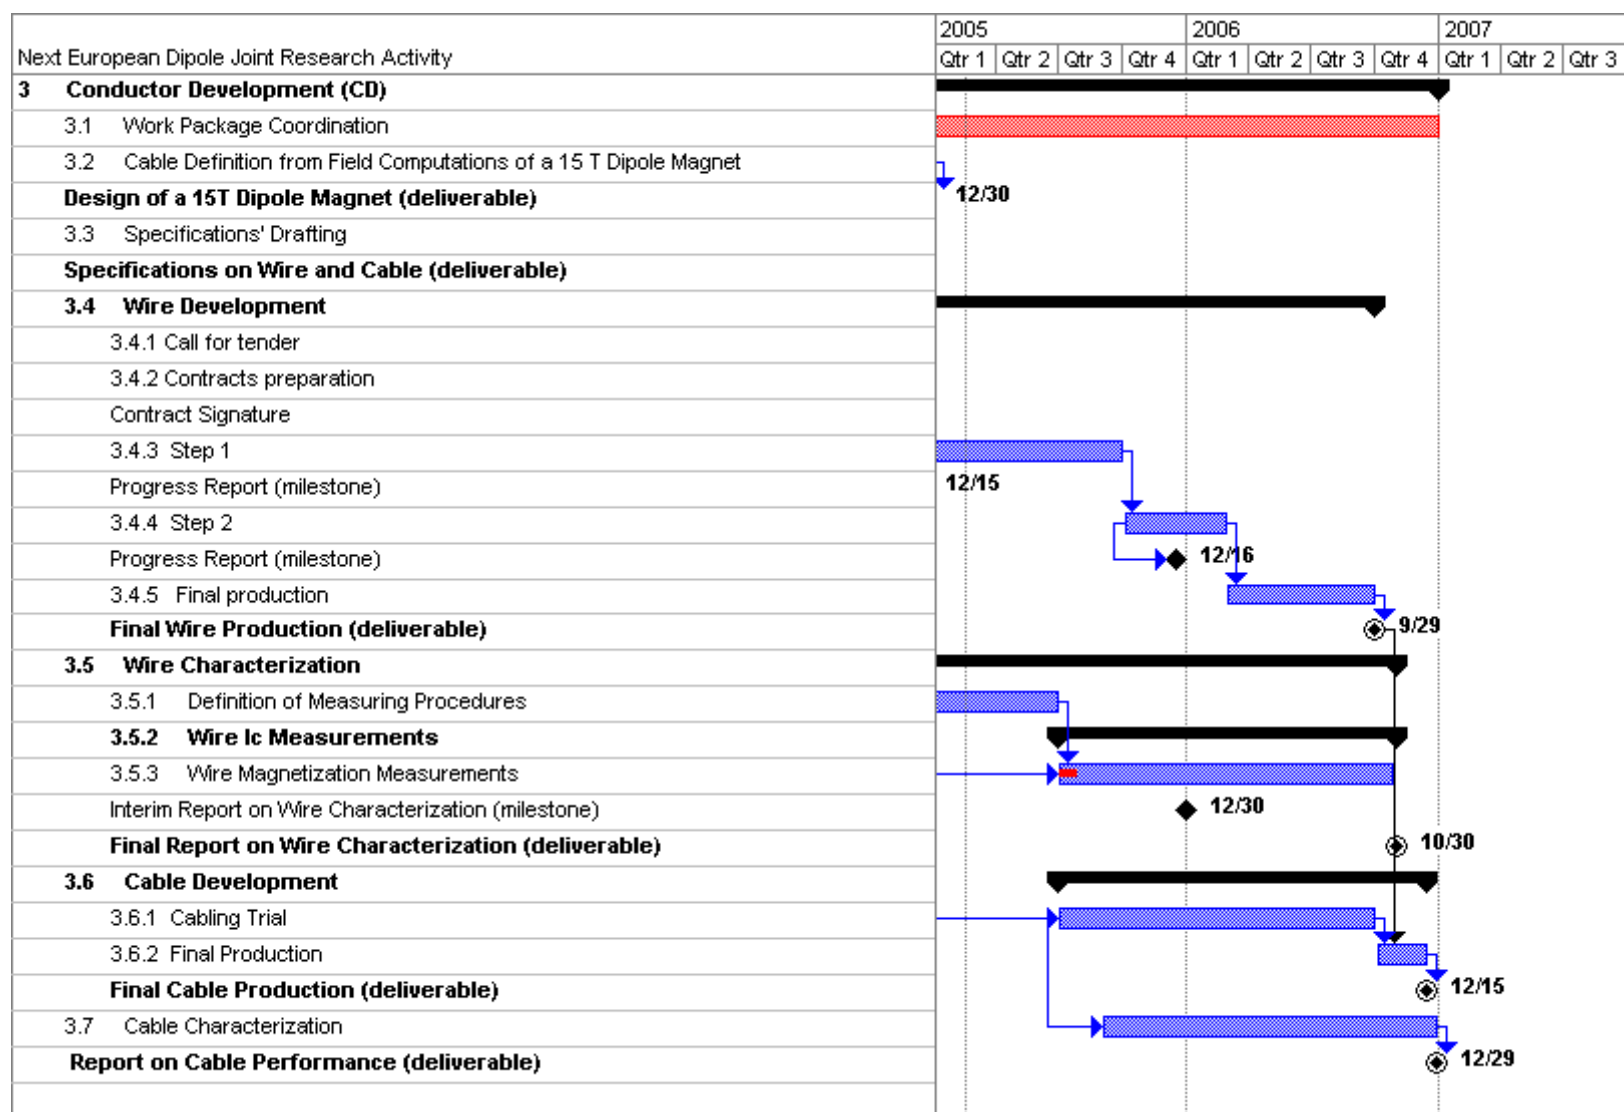 2005 2006 2007
Next European Dipole Joint Research Activity Qtr 1 Qtr 2 Qtr 3 Qtr 4 Qtr 1 Qtr 2 Qtr 3 Qtr 4 Qtr 1 Qtr 2 Qtr 3
3 Conductor Development (CD)
3.1 Work Package Coordination
3.2 Cable Definition from Field Computations of a 15 T Dipole Magnet
Design of a 15T Dipole Magnet (deliverable) 12/30
3.3 Specifications' Drafting
Specifications on Wire and Cable (deliverable)
3.4 Wire Development
3.4.1 Call for tender
3.4.2 Contracts preparation
Contract Signature
3.4.3 Step 1
Progress Report (milestone) 12/15
3.4.4 Step 2
Progress Report (milestone) 12/16
3.4.5 Final production
Final Wire Production (deliverable) 9/29
3.5 Wire Characterization
3.5.1 Definition of Measuring Procedures
3.5.2 Wire Ic Measurements
3.5.3 Wire Magnetization Measurements
Interim Report on Wire Characterization (milestone) 12/30
Final Report on Wire Characterization (deliverable) 10/30
3.6 Cable Development
3.6.1 Cabling Trial
3.6.2 Final Production
Final Cable Production (deliverable) 12/15
3.7 Cable Characterization
Report on Cable Performance (deliverable) 12/29